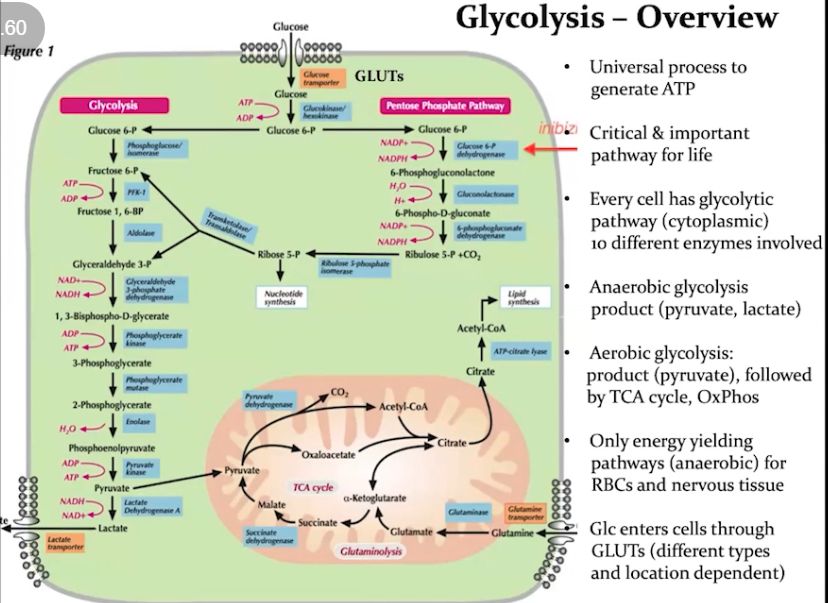 .60
Glycolysis – Overview
Figure 1
Glucose
Glucose
transporter
GLUTs
Glucose
Glycolysis
ATP
ADP
Glucokinase/
hexokinase
Pentose Phosphate Pathway
Glucose 6-P
Glucose 6-P
Glucose 6-P
Phosphoglucose/
isomerase
Fructose 6-P
ATP
ADP
PFK-1
Fructose 1, 6-BP
Aldolase
Glyceraldehyde 3-P
NAD+
NADH
Glyceraldehyde
3-phosphate
dehydrogenase
1, 3-Bisphospho-D-glycerate
ADP
ATP
Phosphoglycerate
kinase
3-Phosphoglycerate
Phosphoglycerate
mutase
2-Phosphoglycerate
H2O
Enolase
Phosphoenolpyruvate
ADP
ATP
Pyruvate
kinase
Pyruvate
NADH
NAD+
Lactate
Dehydrogenase A
Lactate
Lactate
transporter
Transketolase/
Transaldolase
NADP+
NADPH
Glucose 6-P
dehydrogenase
6-Phosphogluconolactone
H2O
H+
Gluconolactonase
6-Phospho-D-gluconate
NADP+
NADPH
6-phosphogluconate
dehydrogenase
Ribulose 5-P +CO2
Ribulose 5-phosphate
isomerase
Ribose 5-P
Nucleotide
synthesis
Lipid
synthesis
Acetyl-CoA
ATP-citrate lyase
Citrate
Pyruvate
dehydrogenase
CO2
Acetyl-CoA
Citrate
Oxaloacetate
Pyruvate
TCA cycle
Malate
α-Ketoglutarate
Succinate
Succinate
dehydrogenase
Glutaminolysis
Glutamate
Glutaminase
Glutamine
Glutamine
transporter
• Universal process to
generate ATP
• Critical & important
pathway for life
• Every cell has glycolytic
pathway (cytoplasmic)
10 different enzymes involved
• Anaerobic glycolysis
product (pyruvate, lactate)
• Aerobic glycolysis:
product (pyruvate), followed
by TCA cycle, OxPhos
• Only energy yielding
pathways (anaerobic) for
RBCs and nervous tissue
• Glc enters cells through
GLUTs (different types
and location dependent)